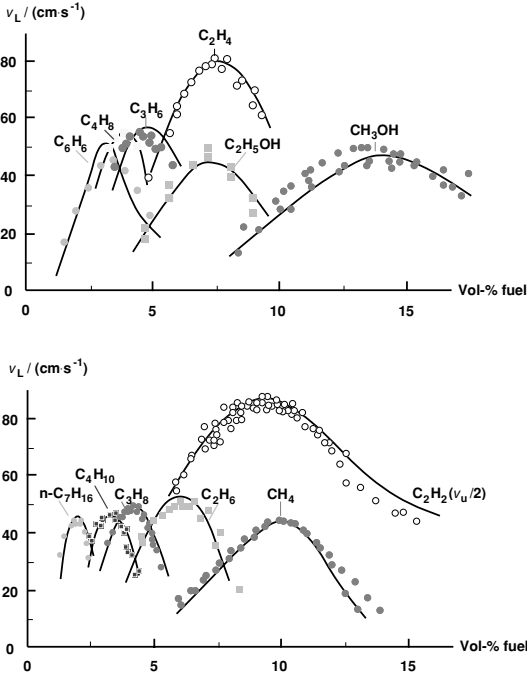 v_L / (cm·s⁻¹)
C₂H₄
80
60
C₃H₆
C₄H₈
C₆H₆
C₂H₅OH
CH₃OH
40
20
0
Vol-% fuel
0 5 10 15
v_L / (cm·s⁻¹)
80
60
C₄H₁₀
n-C₇H₁₆ C₃H₈ C₂H₆ CH₄ C₂H₂(v_u/2)
40
20
0
Vol-% fuel
0 5 10 15